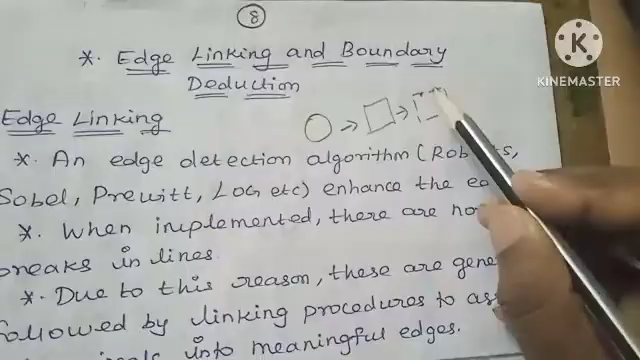 8
* Edge Linking and Boundary
Deduction
Edge Linking
* An edge detection algorithm (Roberts,
Sobel, Prewitt, LoG etc) enhance the
* When implemented, there are
breaks in lines.
* Due to this reason, these are
followed by linking procedures to
into meaningful edges.
K
KINEMASTER